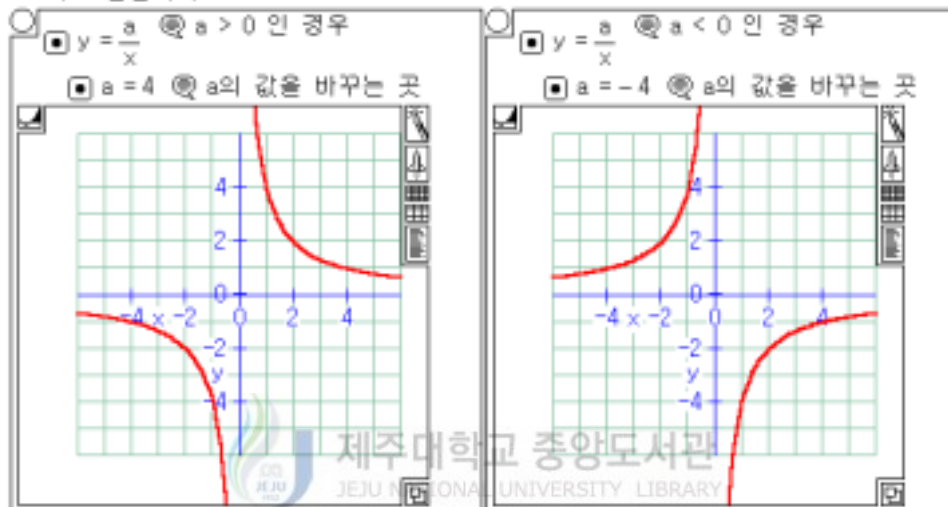 y = a/x a > 0 인 경우
a = 4 a의 값을 바꾸는 곳
4
2
0
-4 x -2 0 2 4
-2
y
-4
y = a/x a < 0 인 경우
a = -4 a의 값을 바꾸는 곳
4
2
0
-4 x -2 0 2 4
-2
y
-4
제주대학교 중앙도서관
JEJU NATIONAL UNIVERSITY LIBRARY
JEJU
1952